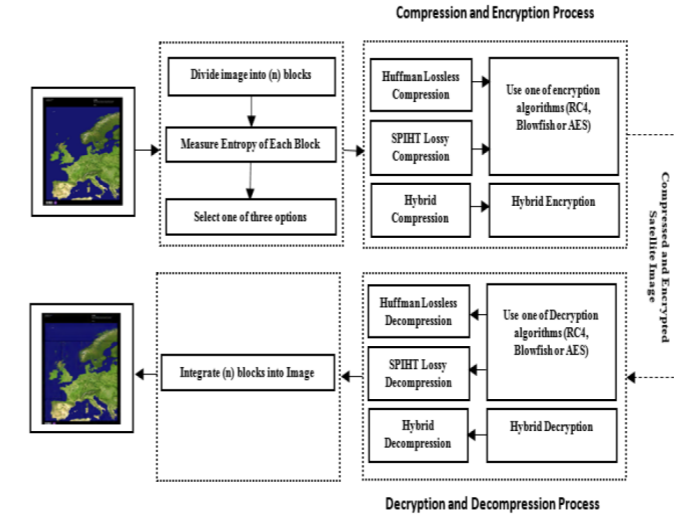 Compression and Encryption Process
Divide image into (n) blocks
Measure Entropy of Each Block
Select one of three options
Huffman Lossless
Compression
SPIHT Lossy
Compression
Hybrid
Compression
Use one of encryption
algorithms (RC4,
Blowfish or AES)
Hybrid Encryption
Compressed and Encrypted
Satellite Image
Huffman Lossless
Decompression
SPIHT Lossy
Decompression
Hybrid
Decompression
Use one of Decryption
algorithms (RC4,
Blowfish or AES)
Hybrid Decryption
Integrate (n) blocks into Image
Decryption and Decompression Process